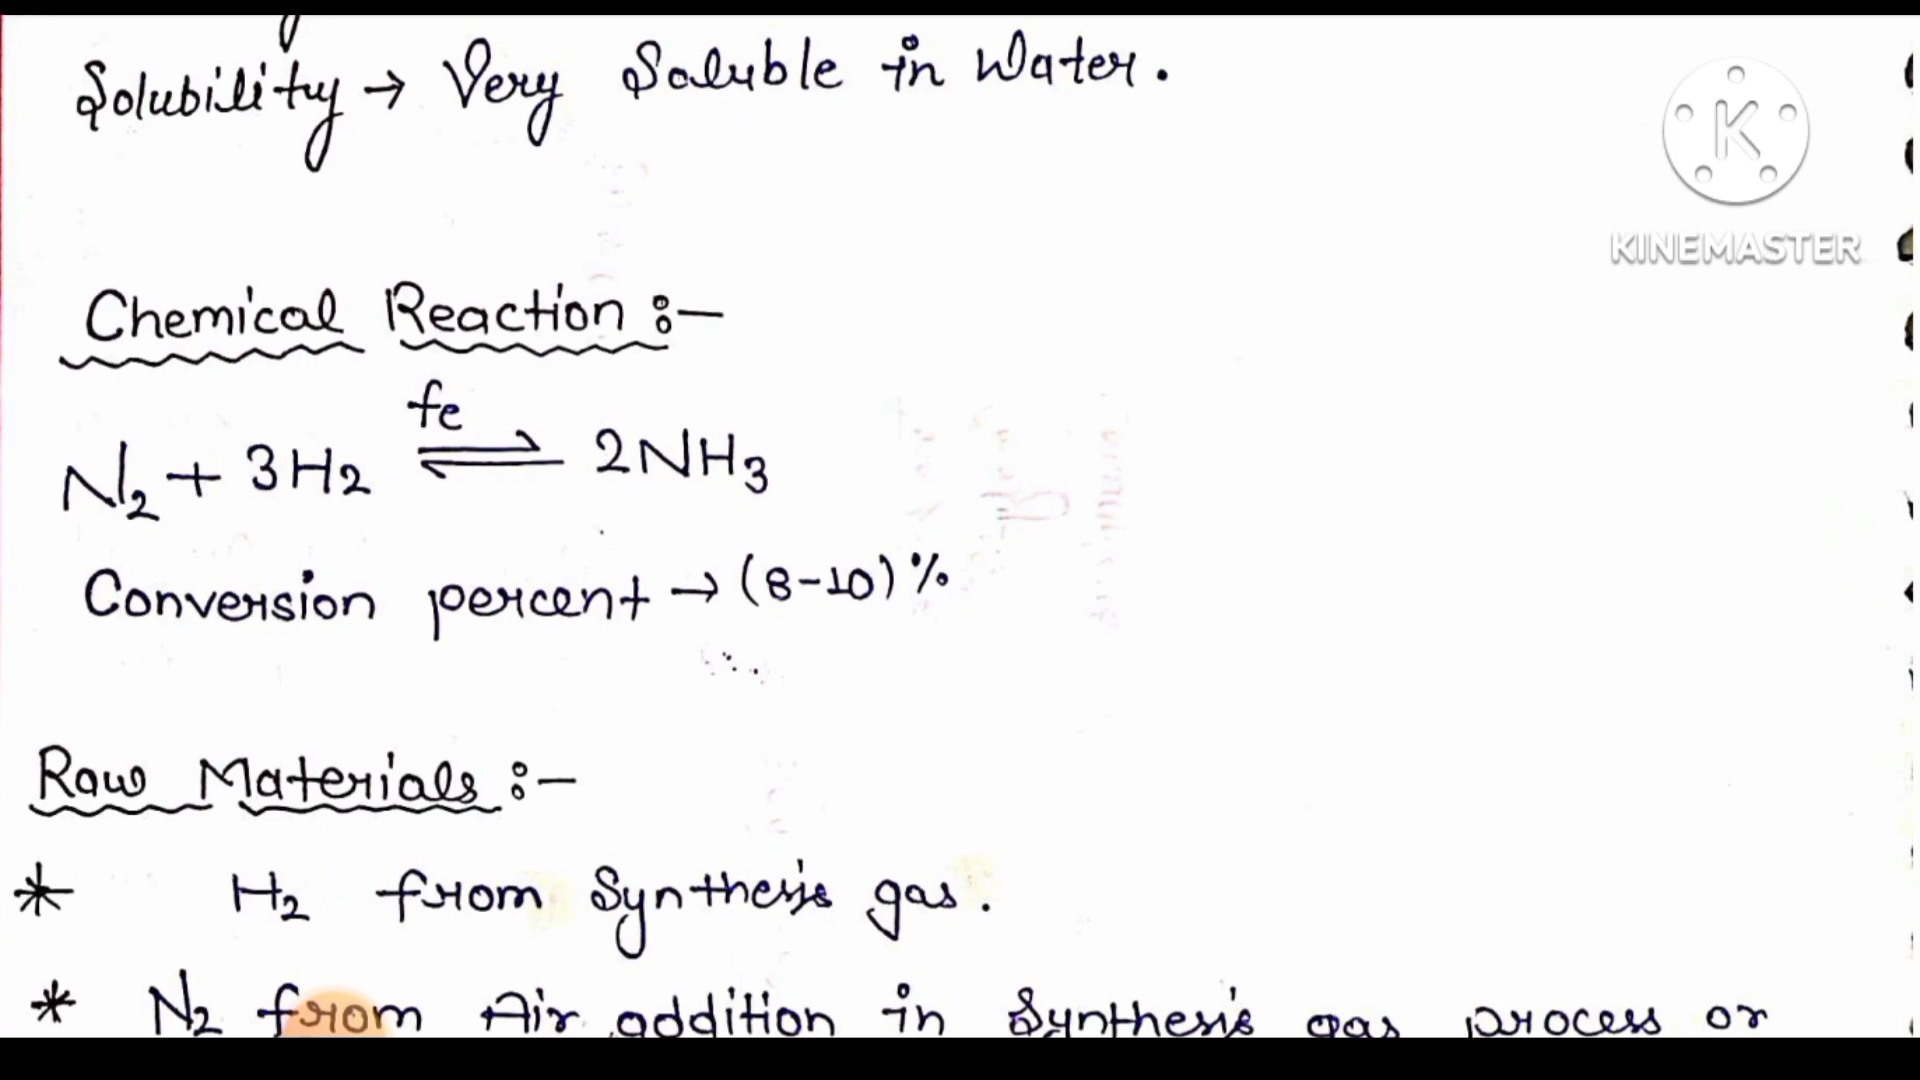 Solubility → Very Soluble in Water.
K
KINEMASTER
Chemical Reaction :-
fe
N2 + 3H2 ⇌ 2NH3
Conversion percent → (8-10) %
Raw Materials :-
* H2 from Synthesis gas.
* N2 from Air addition in Synthesis gas process or